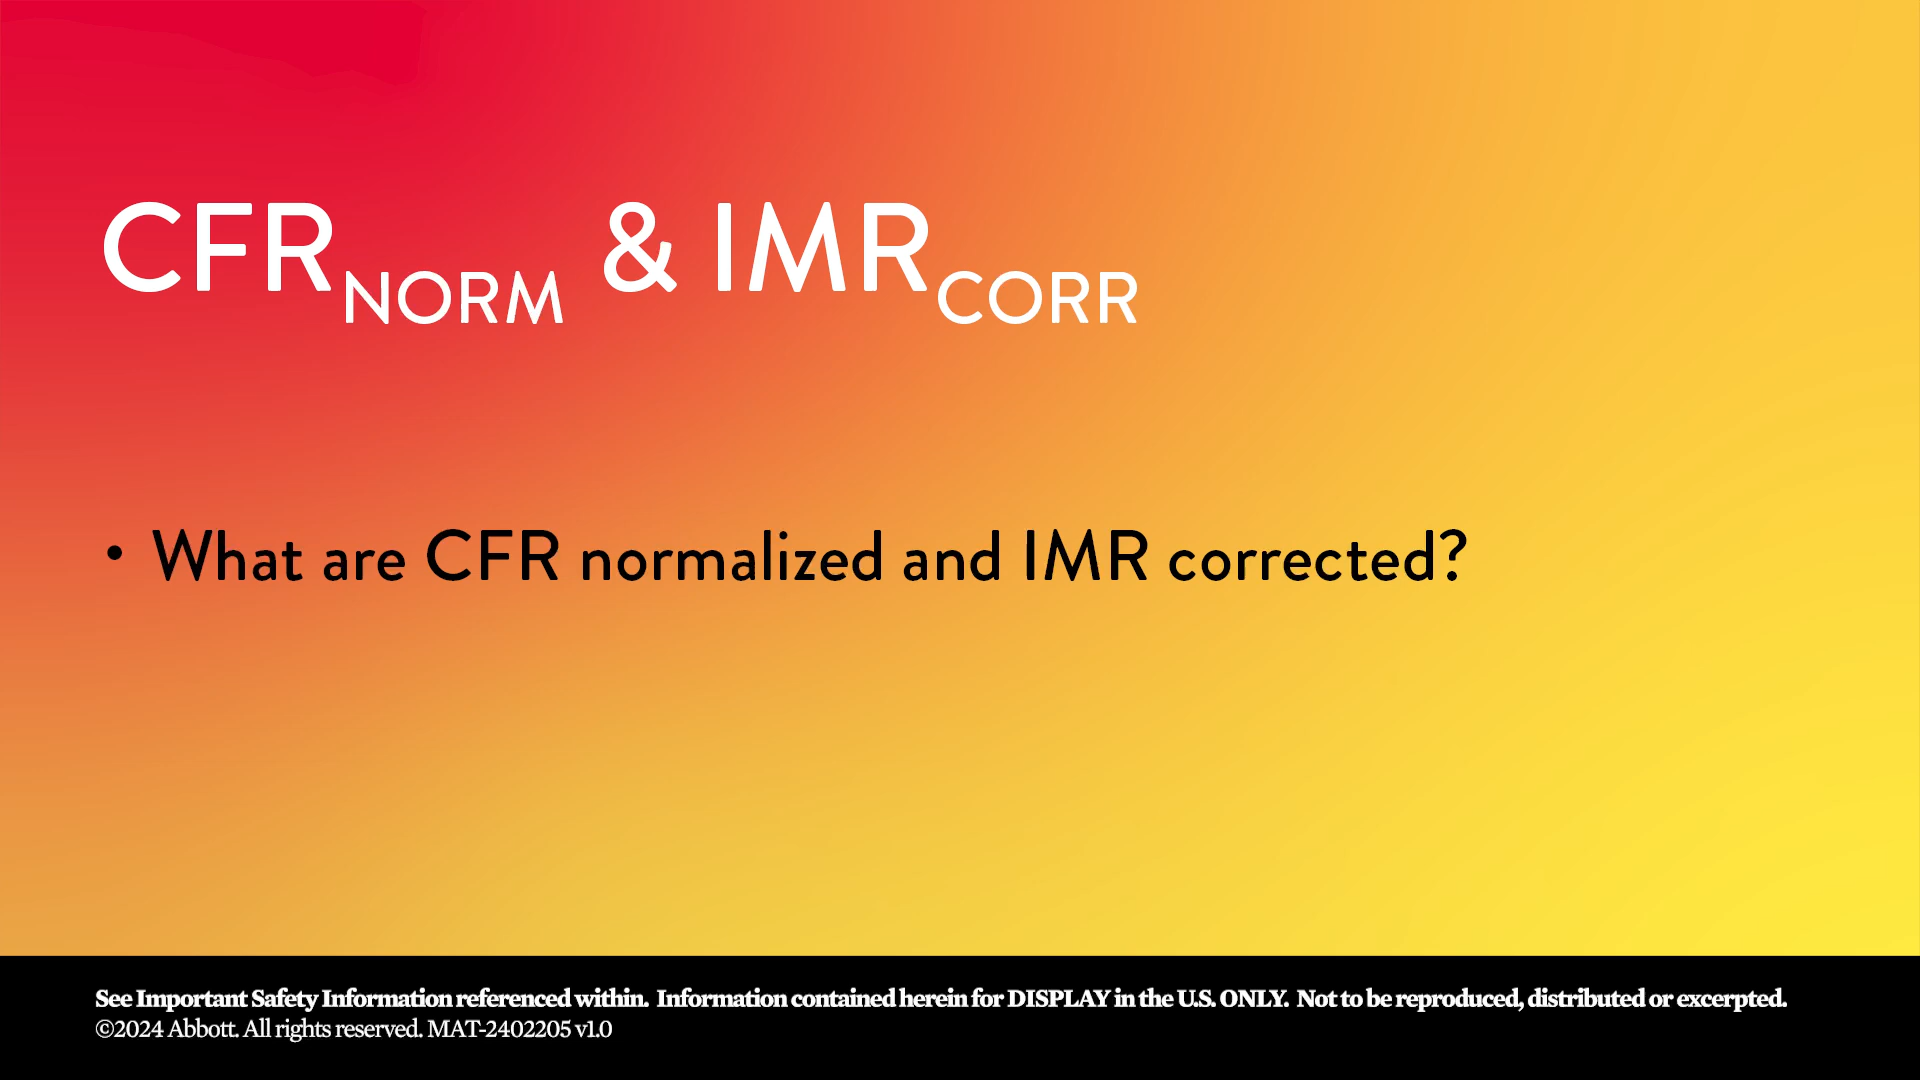 CFRNORM & IMRCORR
• What are CFR normalized and IMR corrected?
See Important Safety Information referenced within. Information contained herein for DISPLAY in the U.S. ONLY. Not to be reproduced, distributed or excerpted.
©2024 Abbott. All rights reserved. MAT-2402205 v1.0